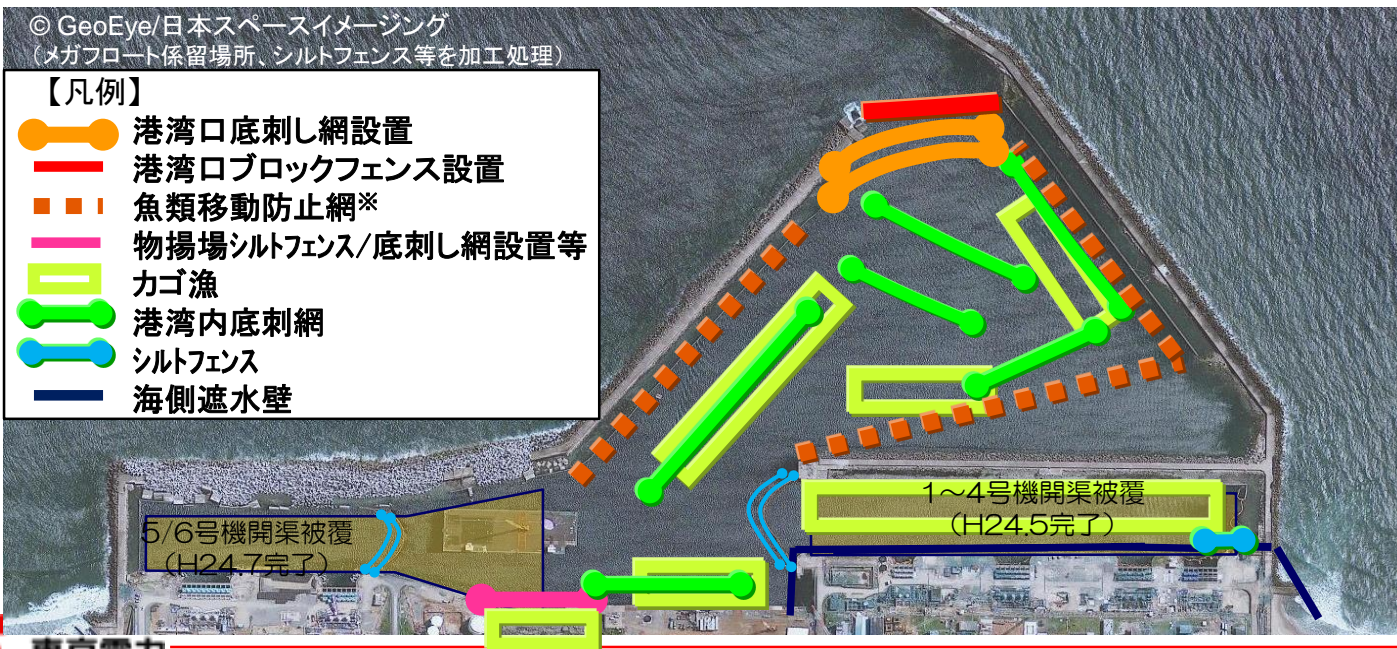 © GeoEye/日本スペースイメージング
（メガフロート係留場所、シルトフェンス等を加工処理）
【凡例】
港湾口底刺し網設置
港湾口ブロックフェンス設置
魚類移動防止網※
物揚場シルトフェンス/底刺し網設置等
カゴ漁
港湾内底刺網
シルトフェンス
海側遮水壁
1～4号機開渠被覆
（H24.5完了）
5/6号機開渠被覆
（H24.7完了）
東京電力